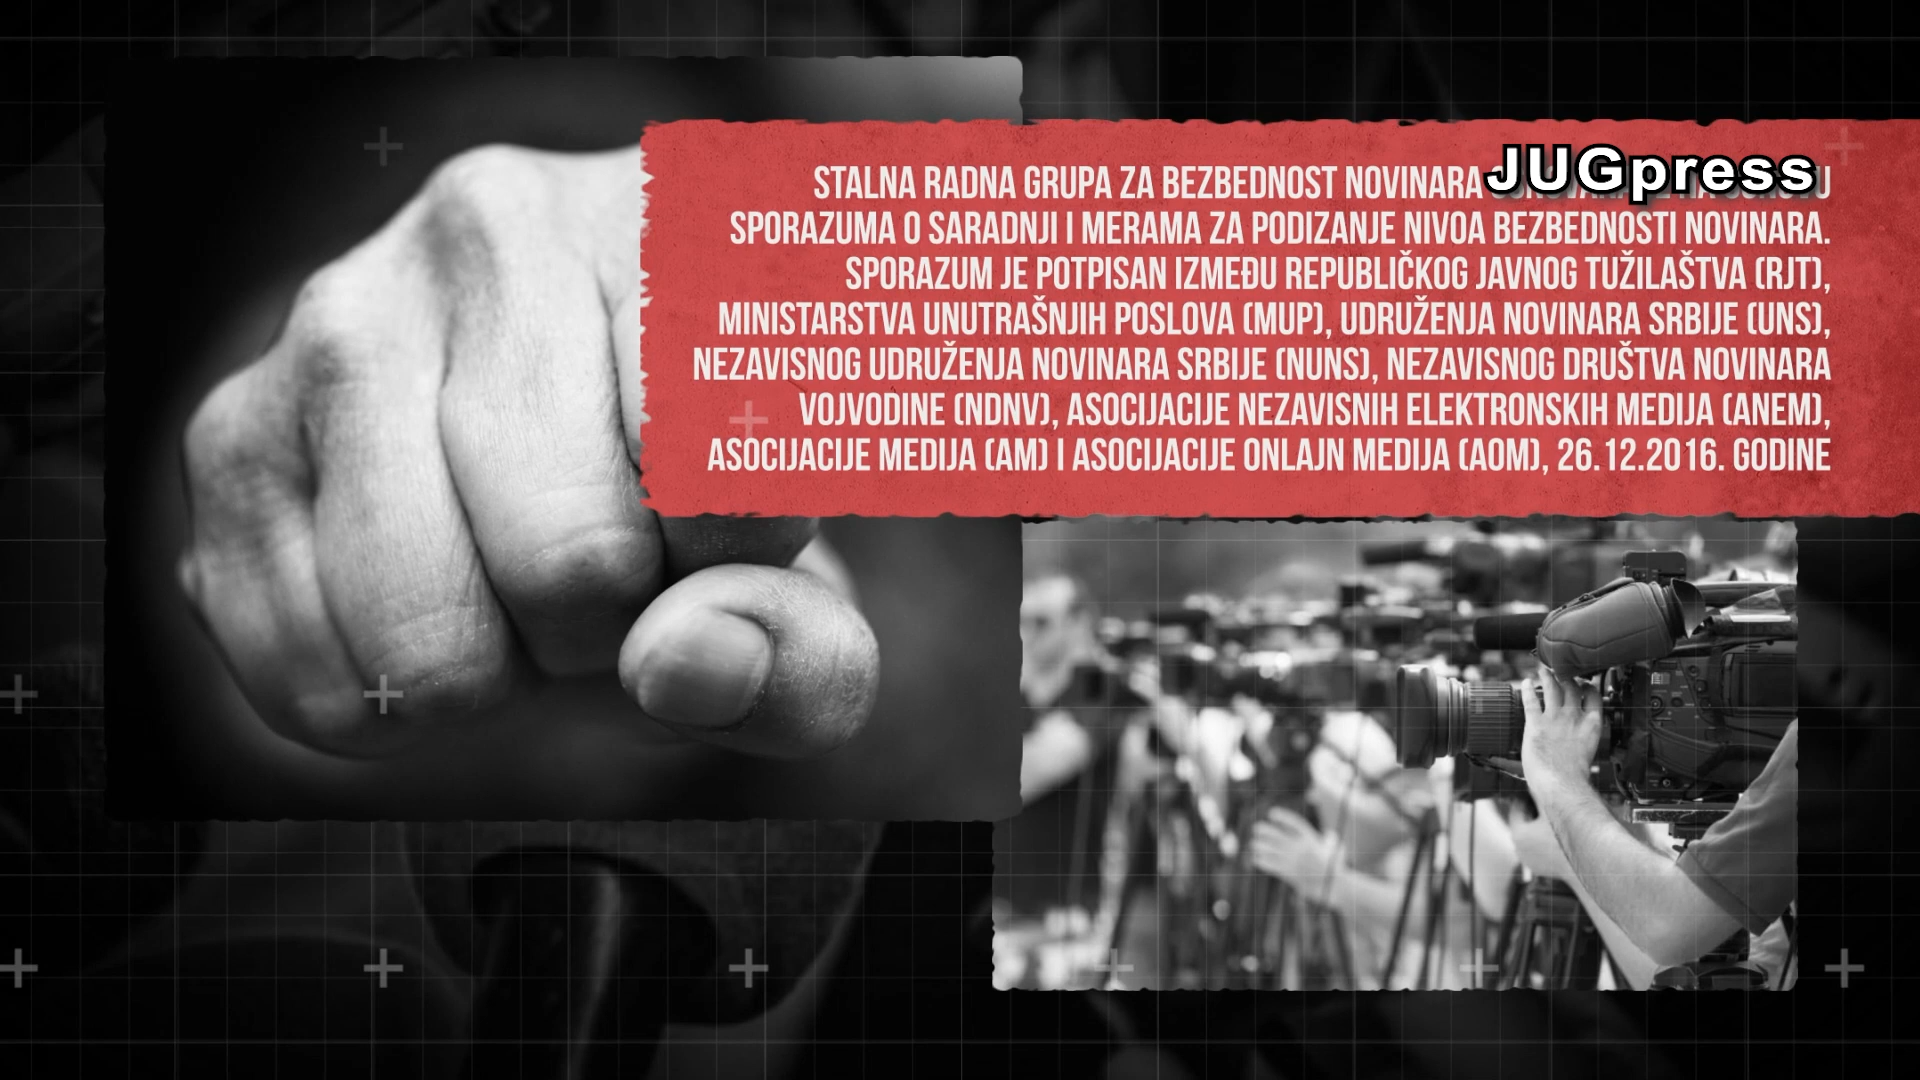 JUGpress
STALNA RADNA GRUPA ZA BEZBEDNOST NOVINARA
SPORAZUMA O SARADNJI I MERAMA ZA PODIZANJE NIVOA BEZBEDNOSTI NOVINARA.
SPORAZUM JE POTPISAN IZMEĐU REPUBLIČKOG JAVNOG TUŽILAŠTVA (RJT),
MINISTARSTVA UNUTRAŠNJIH POSLOVA (MUP), UDRUŽENJA NOVINARA SRBIJE (UNS),
NEZAVISNOG UDRUŽENJA NOVINARA SRBIJE (NUNS), NEZAVISNOG DRUŠTVA NOVINARA
VOJVODINE (NDNV), ASOCIJACIJE NEZAVISNIH ELEKTRONSKIH MEDIJA (ANEM),
ASOCIJACIJE MEDIJA (AM) I ASOCIJACIJE ONLAJN MEDIJA (AOM), 26.12.2016. GODINE